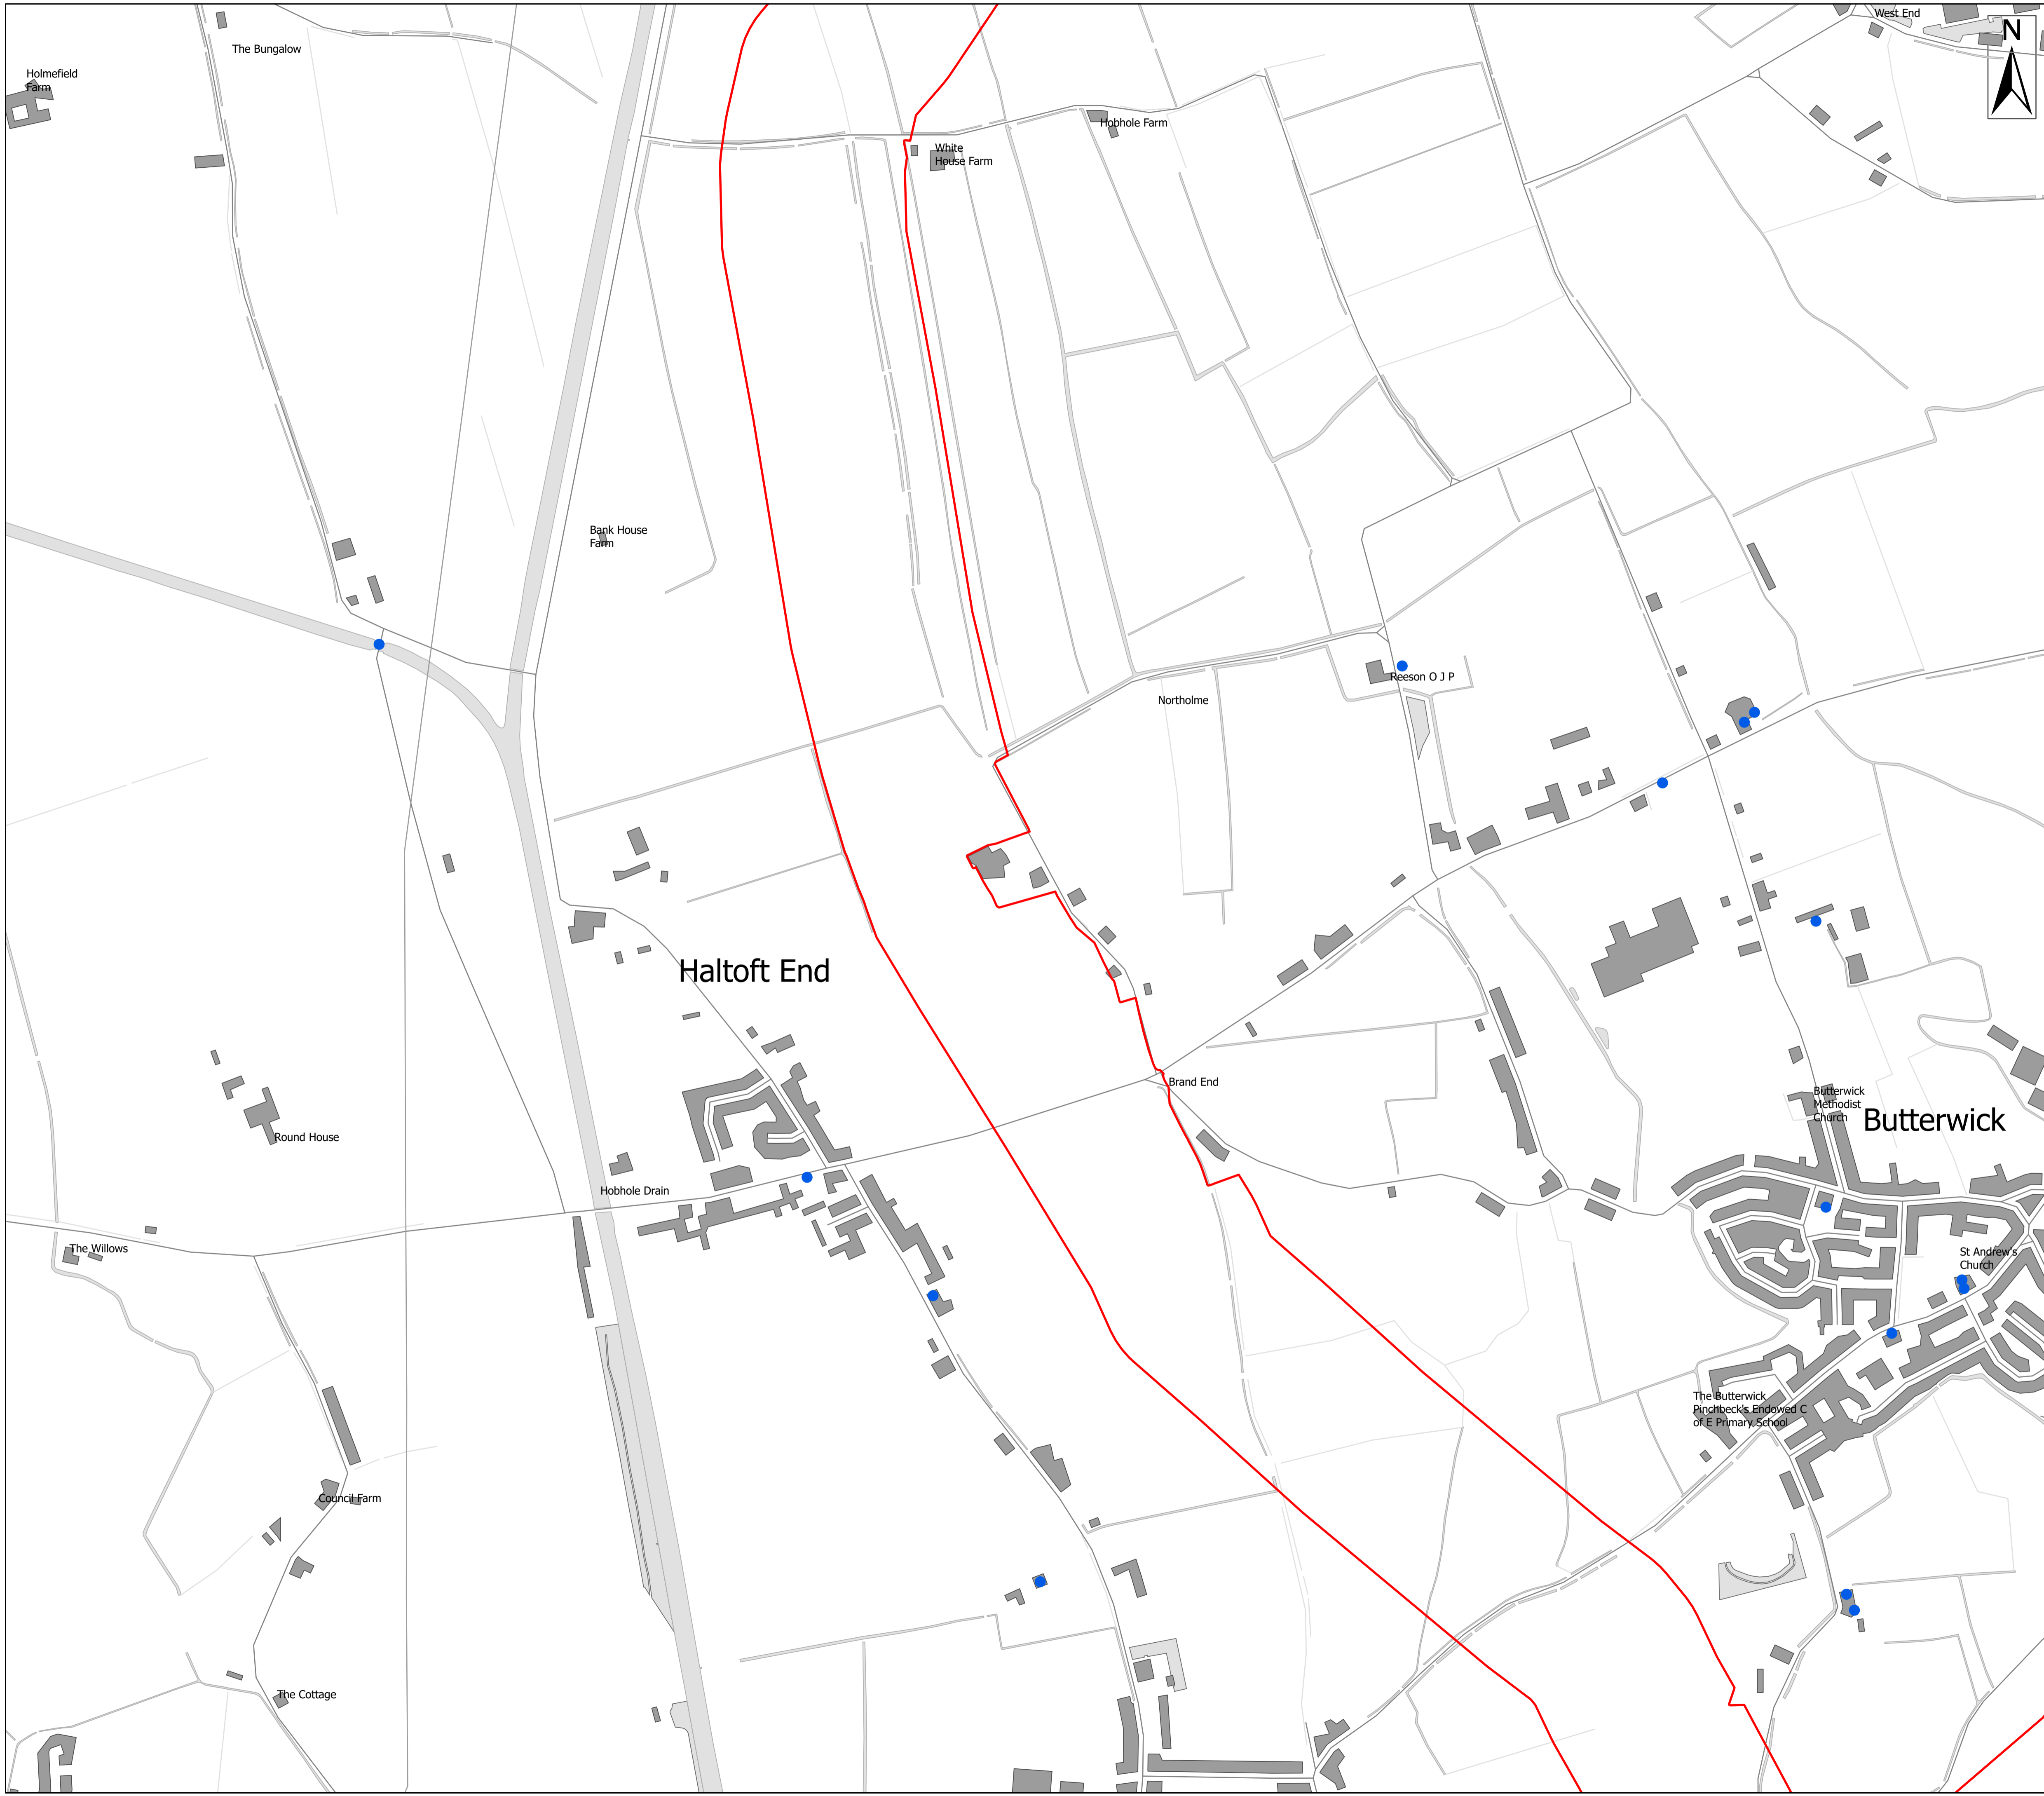 West End
N
The Bungalow
Holmefield
Farm
Hobhole Farm
White
House Farm
Bank House
Farm
Reeson O J P
Northolme
Haltoft End
Brand End
Butterwick
Methodist
Church
Butterwick
Round House
Hobhole Drain
The Willows
St Andrew's
Church
The Butterwick
Pinchbeck's Endowed C
of E Primary School
Council Farm
The Cottage